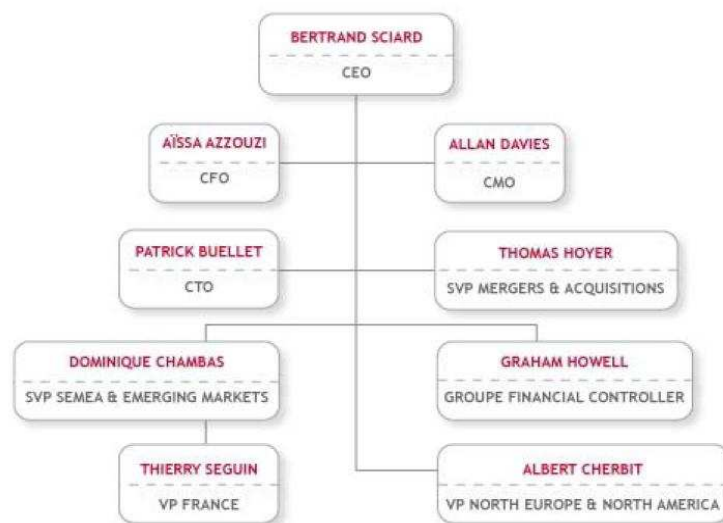 BERTRAND SCIARD
CEO
AÏSSA AZZOUZI
CFO
ALLAN DAVIES
CMO
PATRICK BUELLET
CTO
THOMAS HOYER
SVP MERGERS & ACQUISITIONS
DOMINIQUE CHAMBAS
SVP SEMEA & EMERGING MARKETS
GRAHAM HOWELL
GROUPE FINANCIAL CONTROLLER
THIERRY SEGUIN
VP FRANCE
ALBERT CHERBIT
VP NORTH EUROPE & NORTH AMERICA